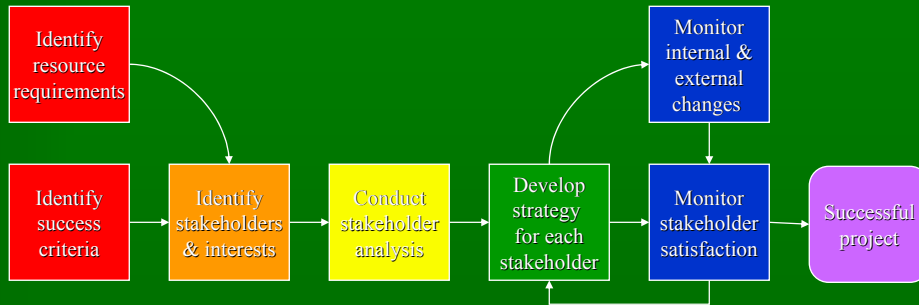 Identify
resource
requirements
Monitor
internal &
external
changes
Identify
success
criteria
Identify
stakeholders
& interests
Conduct
stakeholder
analysis
Develop
strategy
for each
stakeholder
Monitor
stakeholder
satisfaction
Successful
project